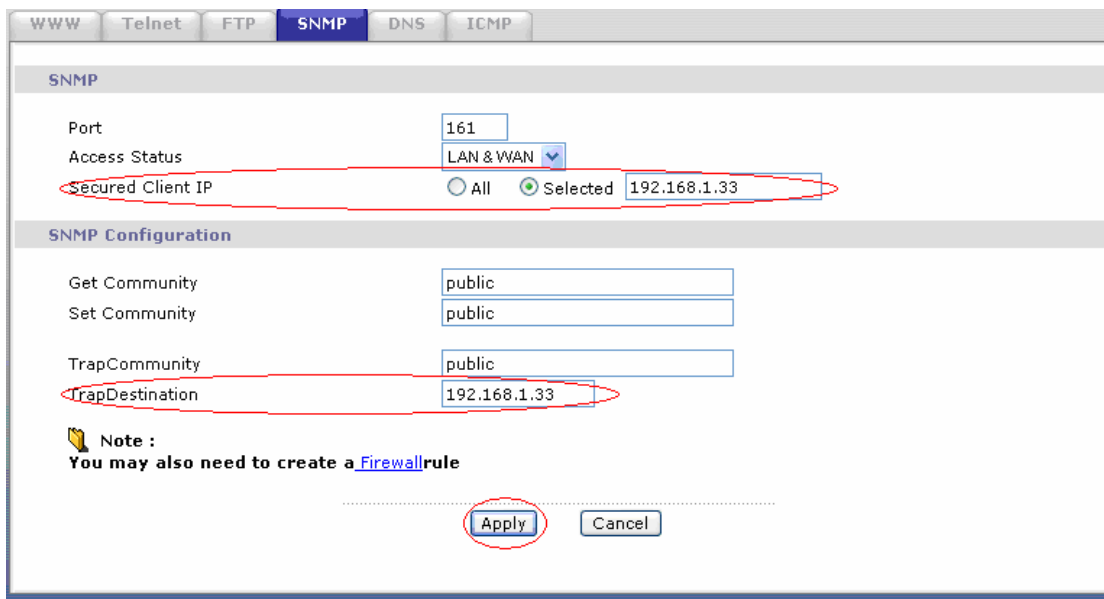 WWW Telnet FTP SNMP DNS ICMP
SNMP
Port 161
Access Status LAN & WAN
Secured Client IP All Selected 192.168.1.33
SNMP Configuration
Get Community public
Set Community public
TrapCommunity public
TrapDestination 192.168.1.33
Note :
You may also need to create a Firewallrule
Apply Cancel